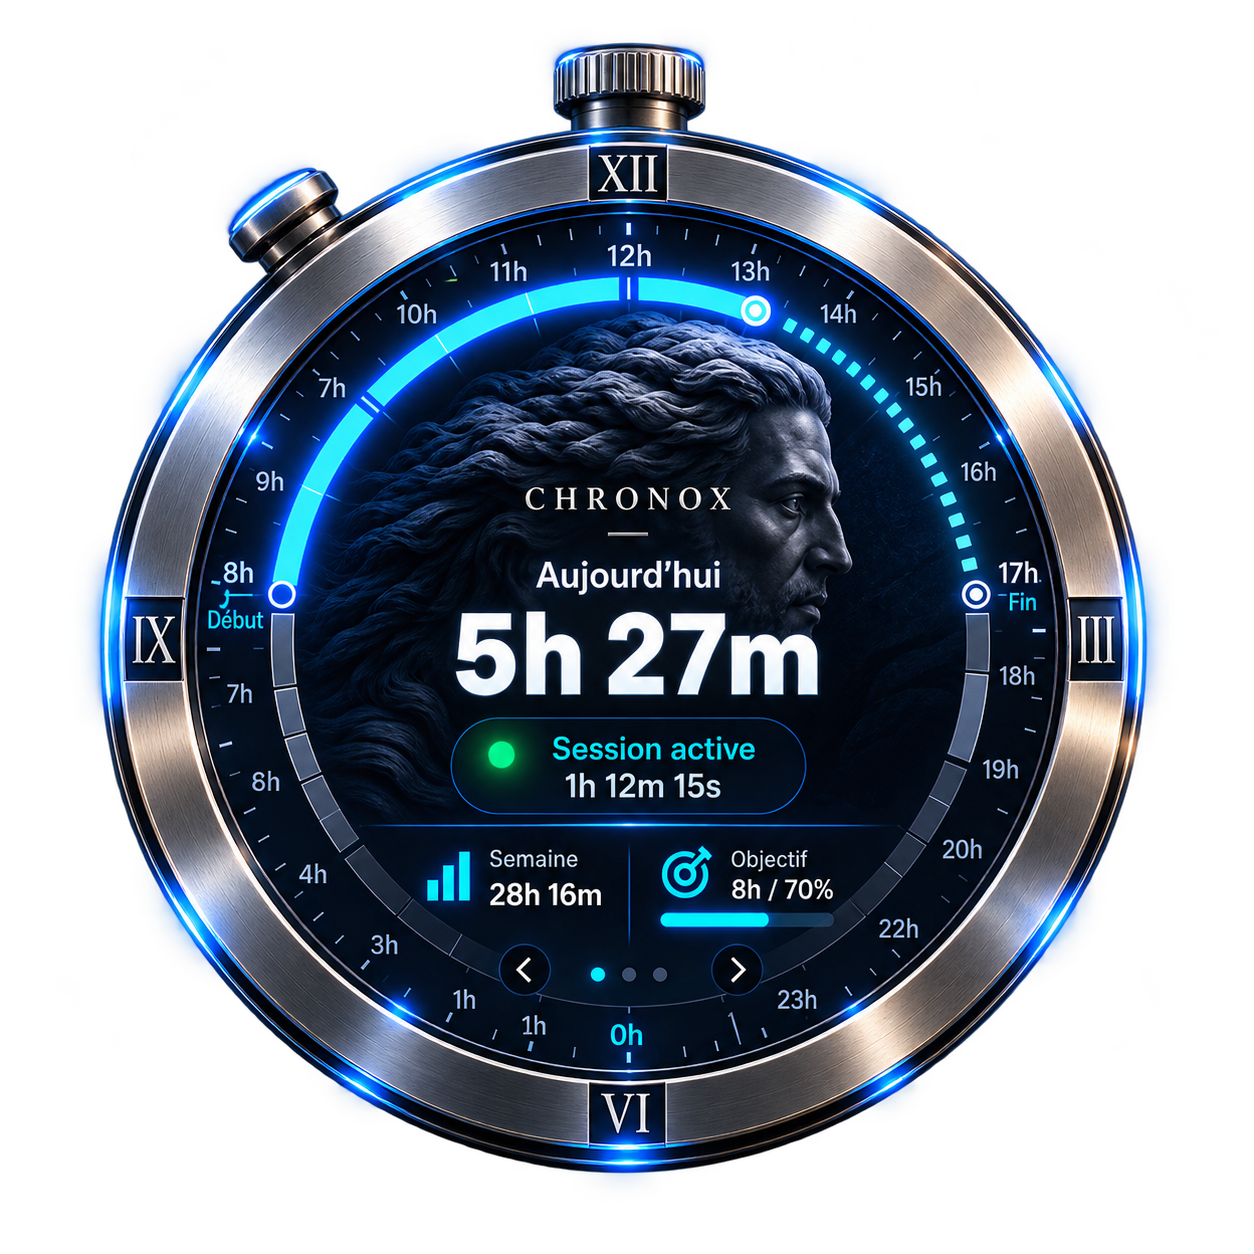 XII
12h
11h
13h
10h
14h
7h
15h
9h
16h
CHRONOX
8h
Début
17h
Fin
Aujourd'hui
5h 27m
IX
III
7h
18h
Session active
1h 12m 15s
8h
19h
Semaine
28h 16m
Objectif
8h / 70%
4h
20h
3h
22h
1h
23h
1h
0h
VI